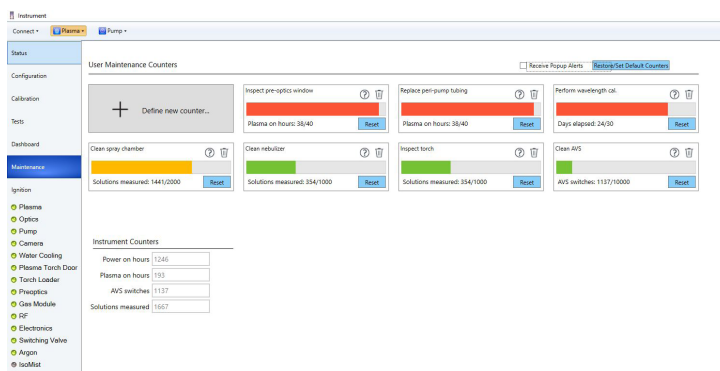 Instrument
Connect Plasma Pump
Status
User Maintenance Counters
Receive Popup Alerts Restore/Set Default Counters
Configuration
Calibration
Tests
Dashboard
Maintenance
Ignition
Define new counter...
Inspect pre-optics window
Plasma on hours: 38/40 Reset
Replace peri-pump tubing
Plasma on hours: 38/40 Reset
Perform wavelength cal.
Days elapsed: 24/30 Reset
Clean spray chamber
Solutions measured: 1441/2000 Reset
Clean nebulizer
Solutions measured: 354/1000 Reset
Inspect torch
Solutions measured: 354/1000 Reset
Clean AVS
AVS switches: 1137/10000 Reset
Plasma
Optics
Pump
Camera
Water Cooling
Plasma Torch Door
Torch Loader
Preoptics
Gas Module
RF
Electronics
Switching Valve
Argon
IsoMist
Instrument Counters
Power on hours 1246
Plasma on hours 193
AVS switches 1137
Solutions measured 1667